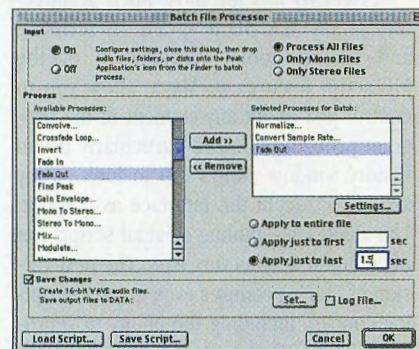 Batch File Processor
Input
On
Off
Configure settings, close this dialog, then drop
audio files, folders, or disks onto the Peak
Application's icon from the Finder to batch
process.
Process All Files
Only Mono Files
Only Stereo Files
Process
Available Processes:
Convolve...
Crossfade Loop...
Invert
Fade In
Fade Out
Find Peak
Gain Envelope...
Mono To Stereo...
Stereo To Mono...
Mix...
Modulate...
Normalize...
Add >>
<< Remove
Selected Processes for Batch:
Normalize...
Convert Sample Rate...
Fade Out
Settings...
Apply to entire file
Apply just to first sec
Apply just to last 1.5 sec
Save Changes
Create 16-bit WAVE audio files.
Save output files to DATA:
Set...
Log File...
Load Script...
Save Script...
Cancel
OK